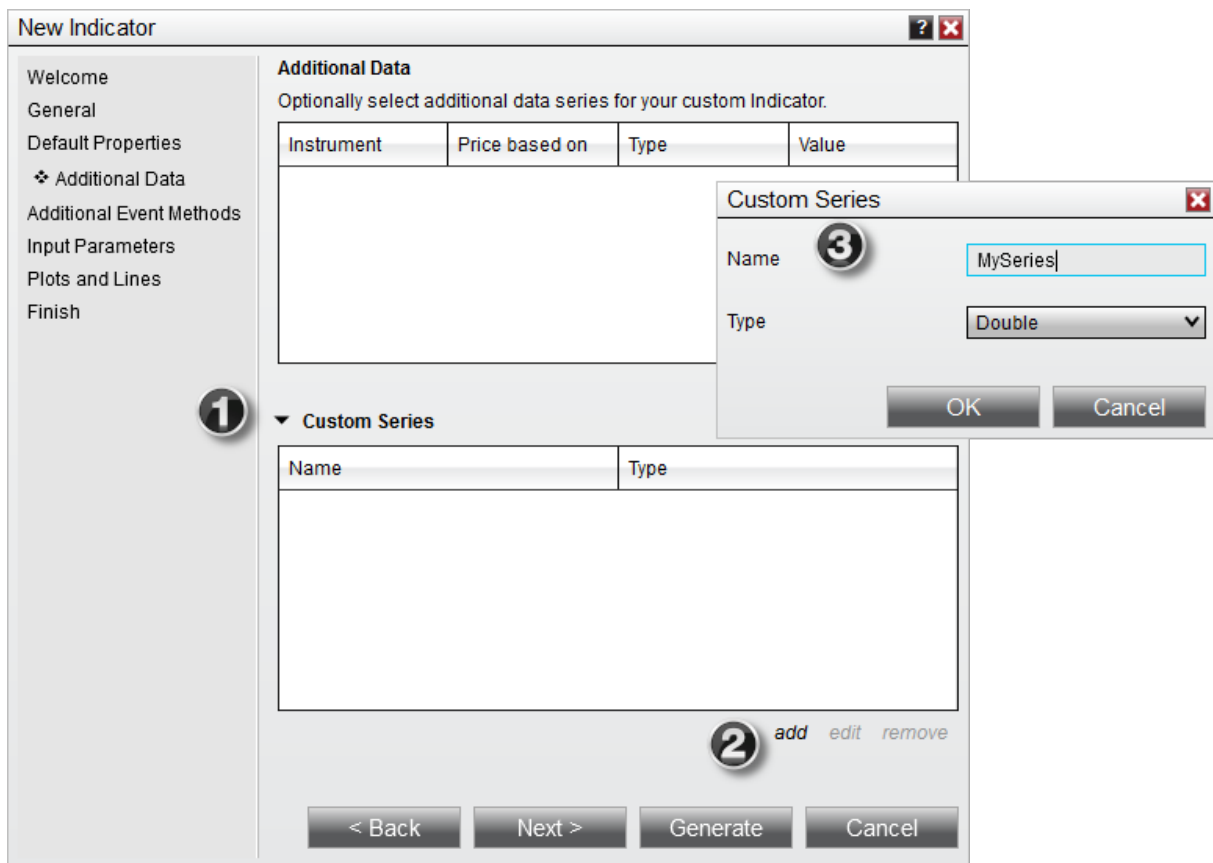 New Indicator
?
Welcome
General
Default Properties
Additional Data
Additional Event Methods
Input Parameters
Plots and Lines
Finish
Additional Data
Optionally select additional data series for your custom Indicator.
Instrument Price based on Type Value
Custom Series
3
Name MySeries
Type Double
OK Cancel
1
Custom Series
Name Type
2
add edit remove
< Back Next > Generate Cancel